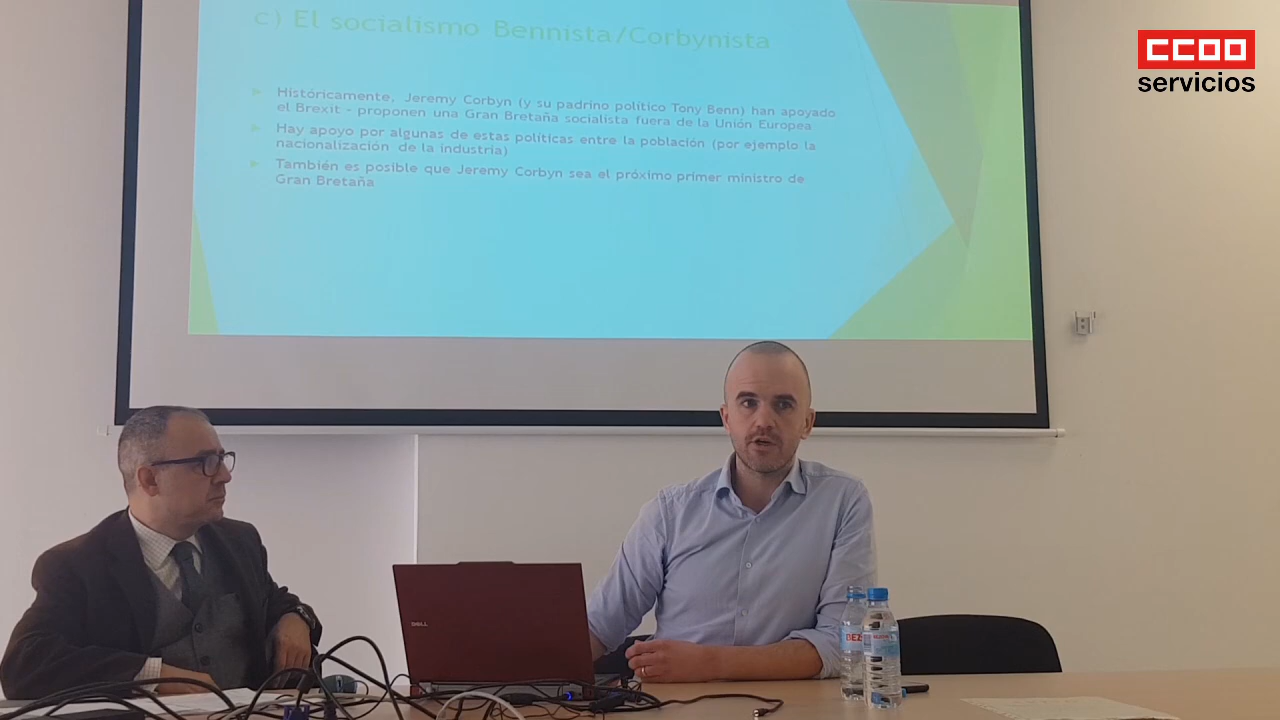 c) El socialismo Bennista/Corbynista
CCOO
servicios
Históricamente, Jeremy Corbyn (y su padrino político Tony Benn) han apoyado
el Brexit - proponen una Gran Bretaña socialista fuera de la Unión Europea
Hay apoyo por algunas de estas políticas entre la población (por ejemplo la
nacionalización de la industria)
También es posible que Jeremy Corbyn sea el próximo primer ministro de
Gran Bretaña
DELL